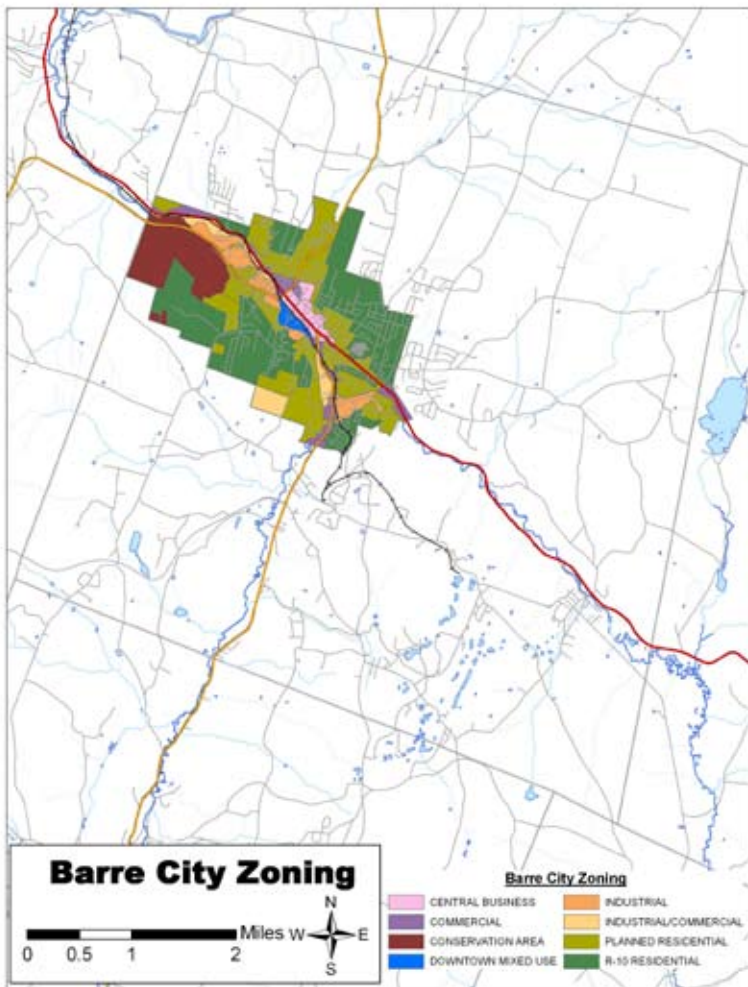 Barre City Zoning
N
W E
S
Miles
0 0.5 1 2
Barre City Zoning
CENTRAL BUSINESS
COMMERCIAL
CONSERVATION AREA
DOWNTOWN MIXED USE
INDUSTRIAL
INDUSTRIAL/COMMERCIAL
PLANNED RESIDENTIAL
R-10 RESIDENTIAL